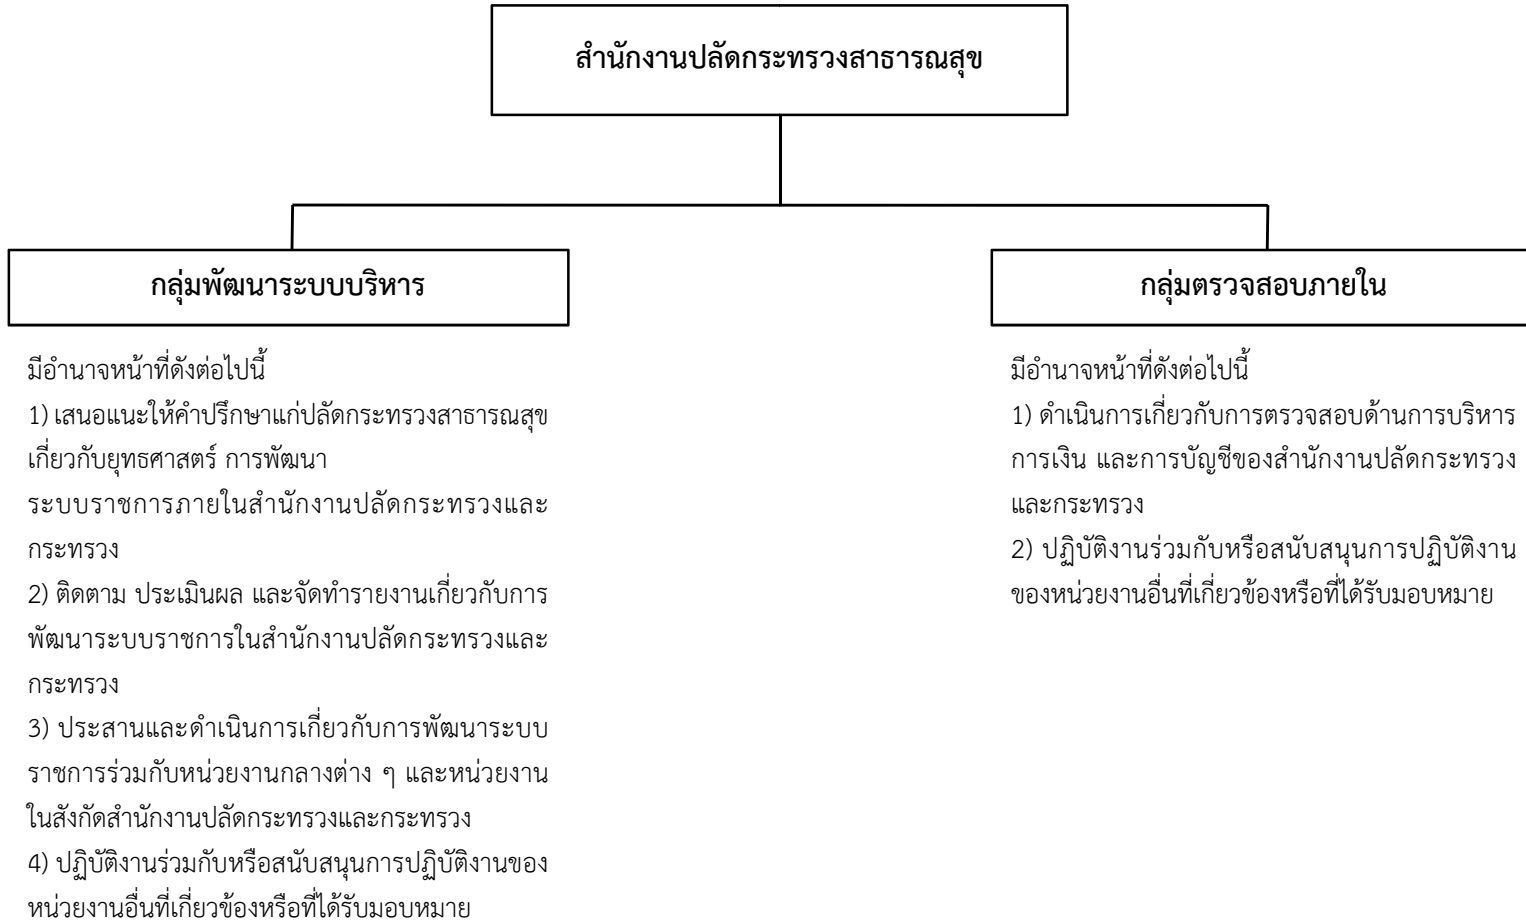 สำนักงานปลัดกระทรวงสาธารณสุข
กลุ่มพัฒนาระบบบริหาร
มีอำนาจหน้าที่ดังต่อไปนี้
1) เสนอแนะให้คำปรึกษาแก่ปลัดกระทรวงสาธารณสุข
เกี่ยวกับยุทธศาสตร์ การพัฒนา
ระบบราชการภายในสำนักงานปลัดกระทรวงและ
กระทรวง
2) ติดตาม ประเมินผล และจัดทำรายงานเกี่ยวกับการ
พัฒนาระบบราชการในสำนักงานปลัดกระทรวงและ
กระทรวง
3) ประสานและดำเนินการเกี่ยวกับการพัฒนาระบบ
ราชการร่วมกับหน่วยงานกลางต่าง ๆ และหน่วยงาน
ในสังกัดสำนักงานปลัดกระทรวงและกระทรวง
4) ปฏิบัติงานร่วมกับหรือสนับสนุนการปฏิบัติงานของ
หน่วยงานอื่นที่เกี่ยวข้องหรือที่ได้รับมอบหมาย
กลุ่มตรวจสอบภายใน
มีอำนาจหน้าที่ดังต่อไปนี้
1) ดำเนินการเกี่ยวกับการตรวจสอบด้านการบริหาร
การเงิน และการบัญชีของสำนักงานปลัดกระทรวง
และกระทรวง
2) ปฏิบัติงานร่วมกับหรือสนับสนุนการปฏิบัติงาน
ของหน่วยงานอื่นที่เกี่ยวข้องหรือที่ได้รับมอบหมาย